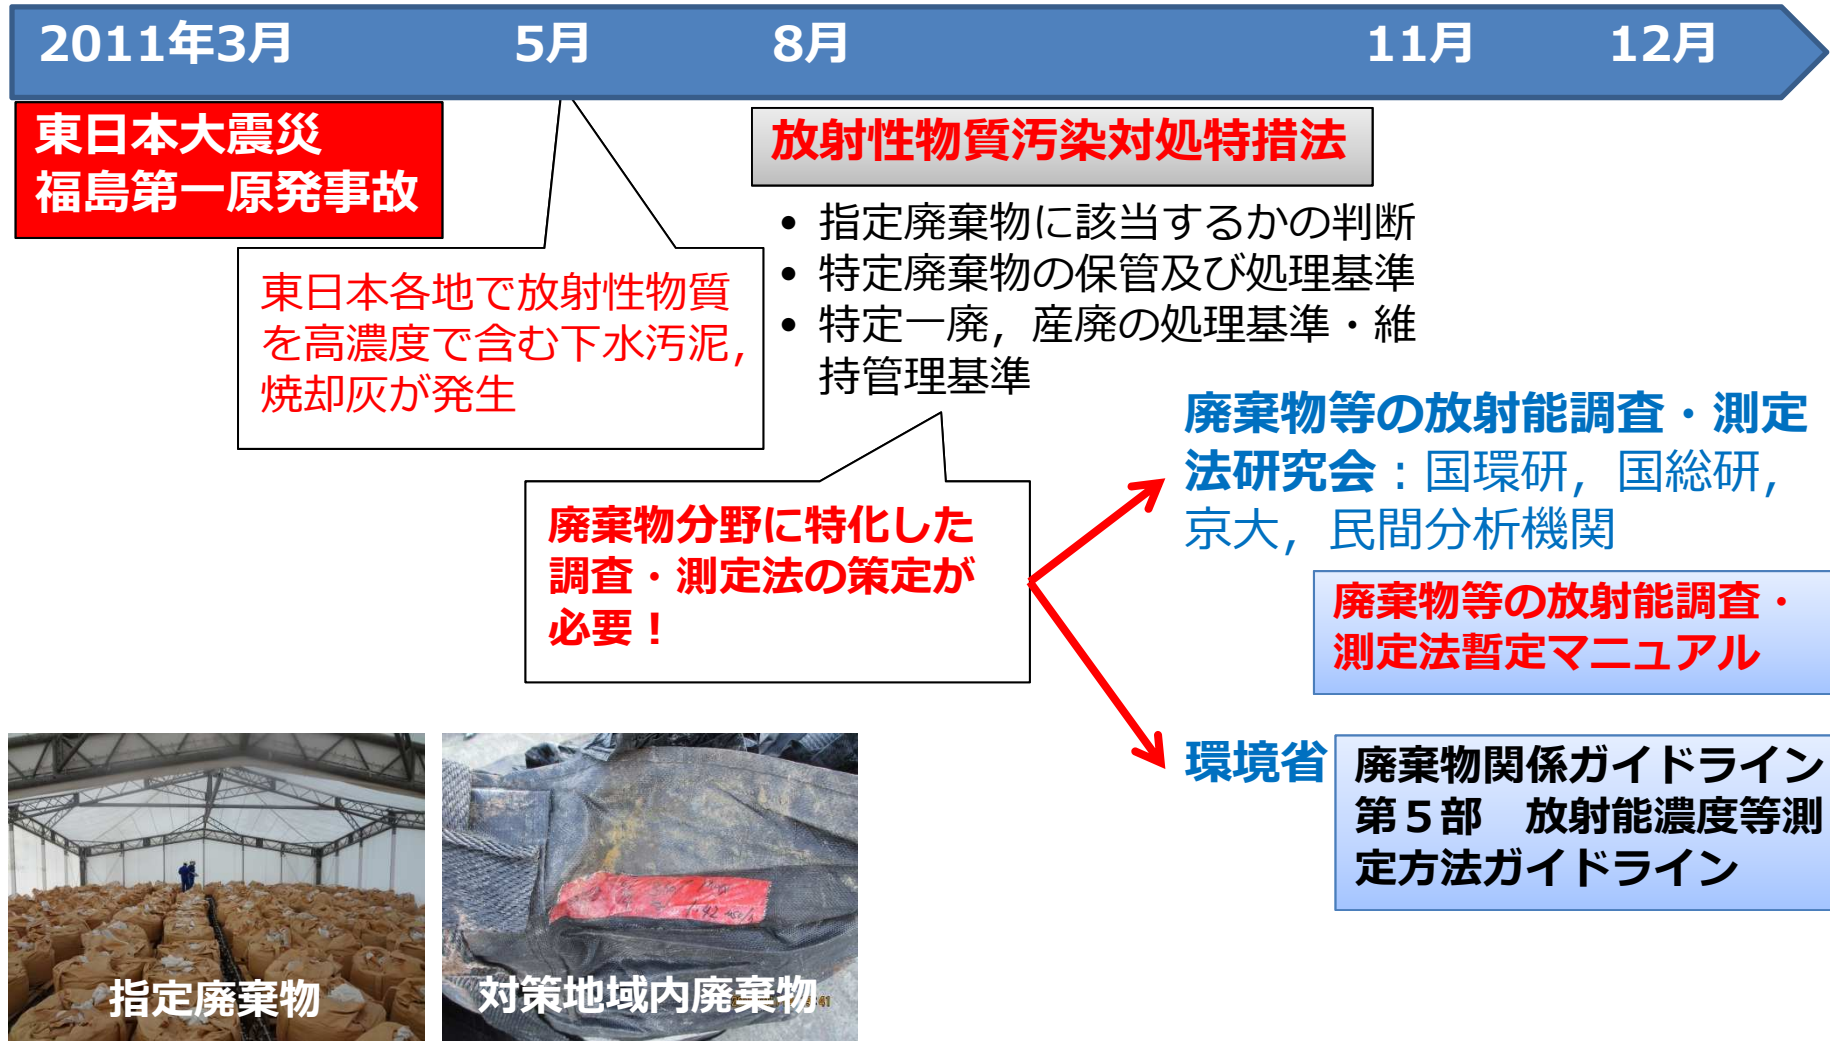 2011年3月 5月 8月 11月 12月
東日本大震災
福島第一原発事故
放射性物質汚染対処特措法
• 指定廃棄物に該当するかの判断
• 特定廃棄物の保管及び処理基準
• 特定一廃，産廃の処理基準・維
持管理基準
東日本各地で放射性物質
を高濃度で含む下水汚泥，
焼却灰が発生
廃棄物分野に特化した
調査・測定法の策定が
必要！
廃棄物等の放射能調査・測定
法研究会：国環研，国総研，
京大，民間分析機関
廃棄物等の放射能調査・
測定法暫定マニュアル
環境省
廃棄物関係ガイドライン
第５部　放射能濃度等測
定方法ガイドライン
指定廃棄物
対策地域内廃棄物